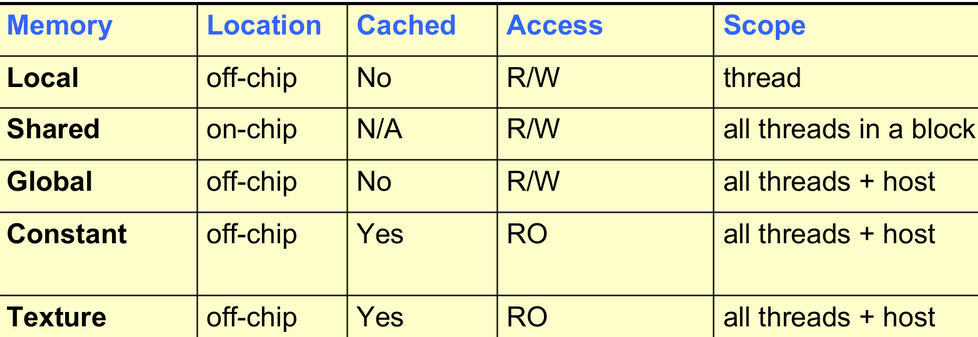 Memory Location Cached Access Scope
Local off-chip No R/W thread
Shared on-chip N/A R/W all threads in a block
Global off-chip No R/W all threads + host
Constant off-chip Yes RO all threads + host
Texture off-chip Yes RO all threads + host